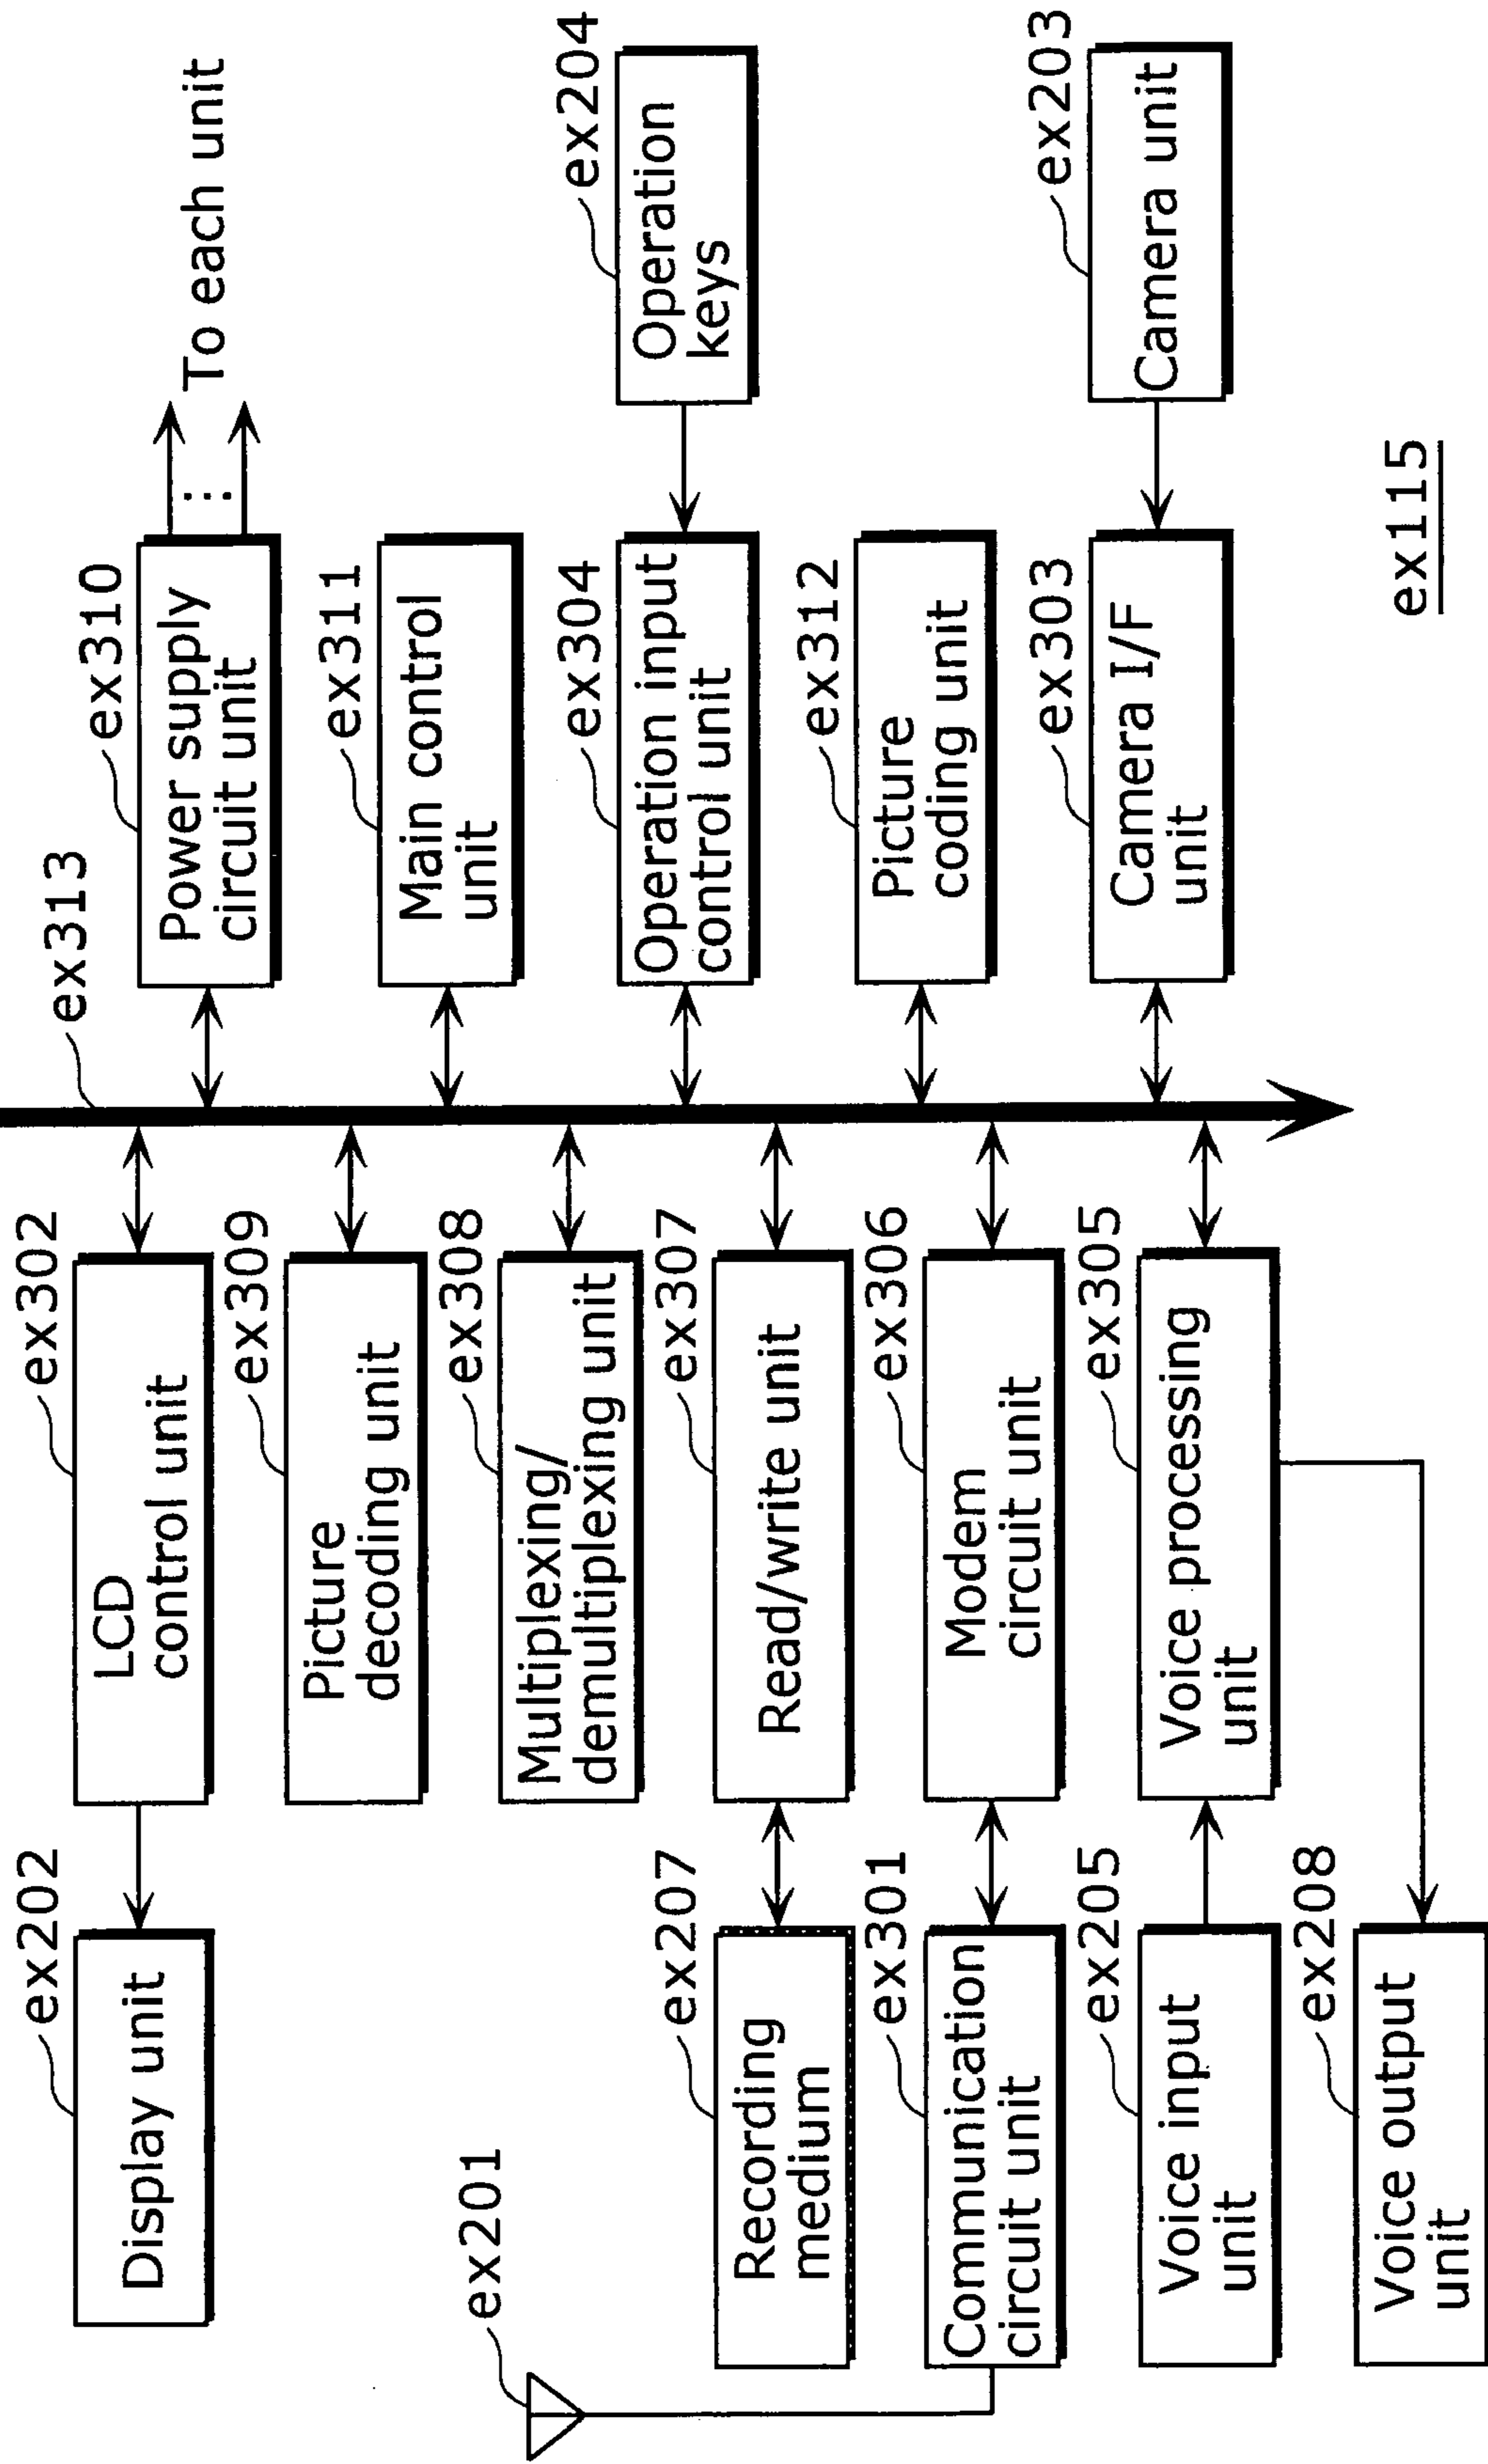 ex201
ex202
Display unit
ex302
LCD
control unit
ex309
Picture
decoding unit
ex308
Multiplexing/
demultiplexing unit
ex207
Recording
medium
ex307
Read/write unit
ex301
Communication
circuit unit
ex306
Modem
circuit unit
ex205
Voice input
unit
ex305
Voice processing
unit
ex208
Voice output
unit
ex313
ex310
Power supply
circuit unit
To each unit
ex311
Main control
unit
ex304
Operation input
control unit
ex204
Operation
keys
ex312
Picture
coding unit
ex303
Camera I/F
unit
ex203
Camera unit
ex115